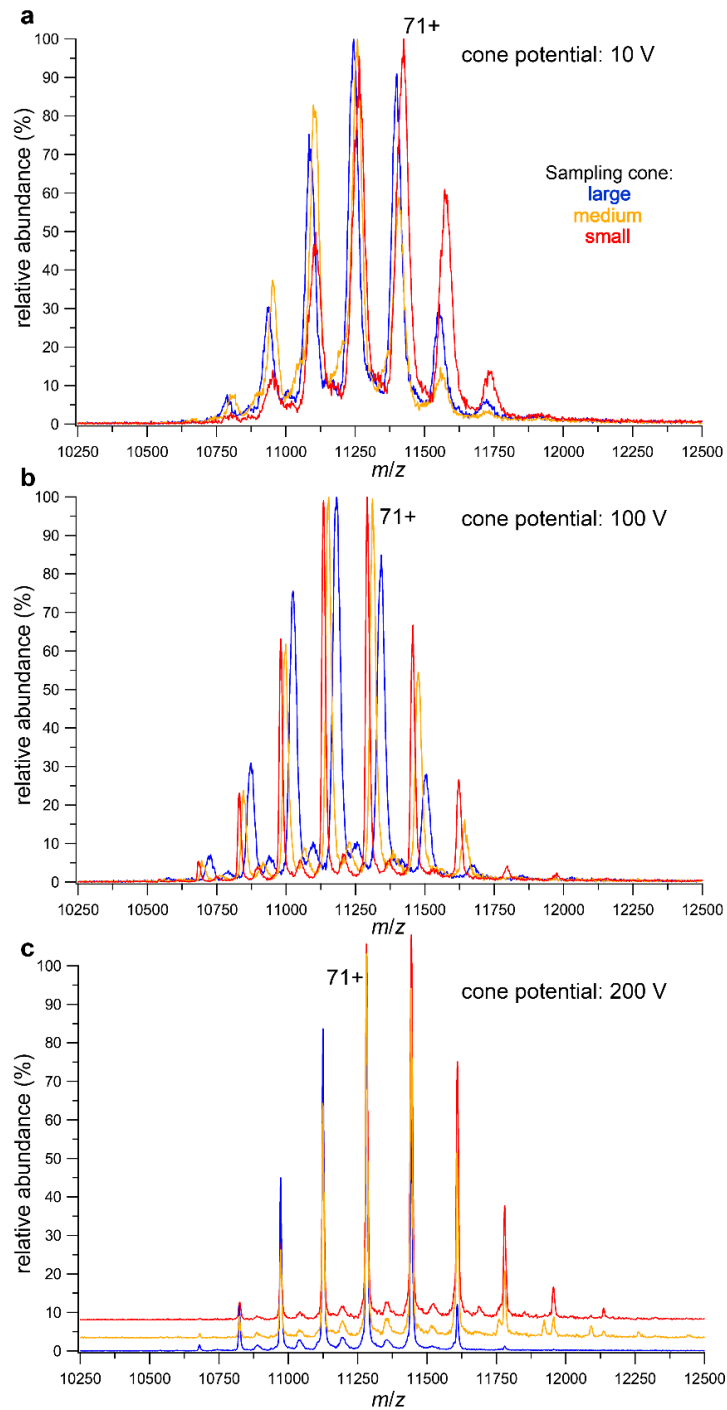 a
71+
cone potential: 10 V
Sampling cone:
large
medium
small
relative abundance (%)
100
90
80
70
60
50
40
30
20
10
0
10250 10500 10750 11000 11250 11500 11750 12000 12250 12500
m/z
b
71+
cone potential: 100 V
relative abundance (%)
100
90
80
70
60
50
40
30
20
10
0
10250 10500 10750 11000 11250 11500 11750 12000 12250 12500
m/z
c
71+
cone potential: 200 V
relative abundance (%)
100
90
80
70
60
50
40
30
20
10
0
10250 10500 10750 11000 11250 11500 11750 12000 12250 12500
m/z